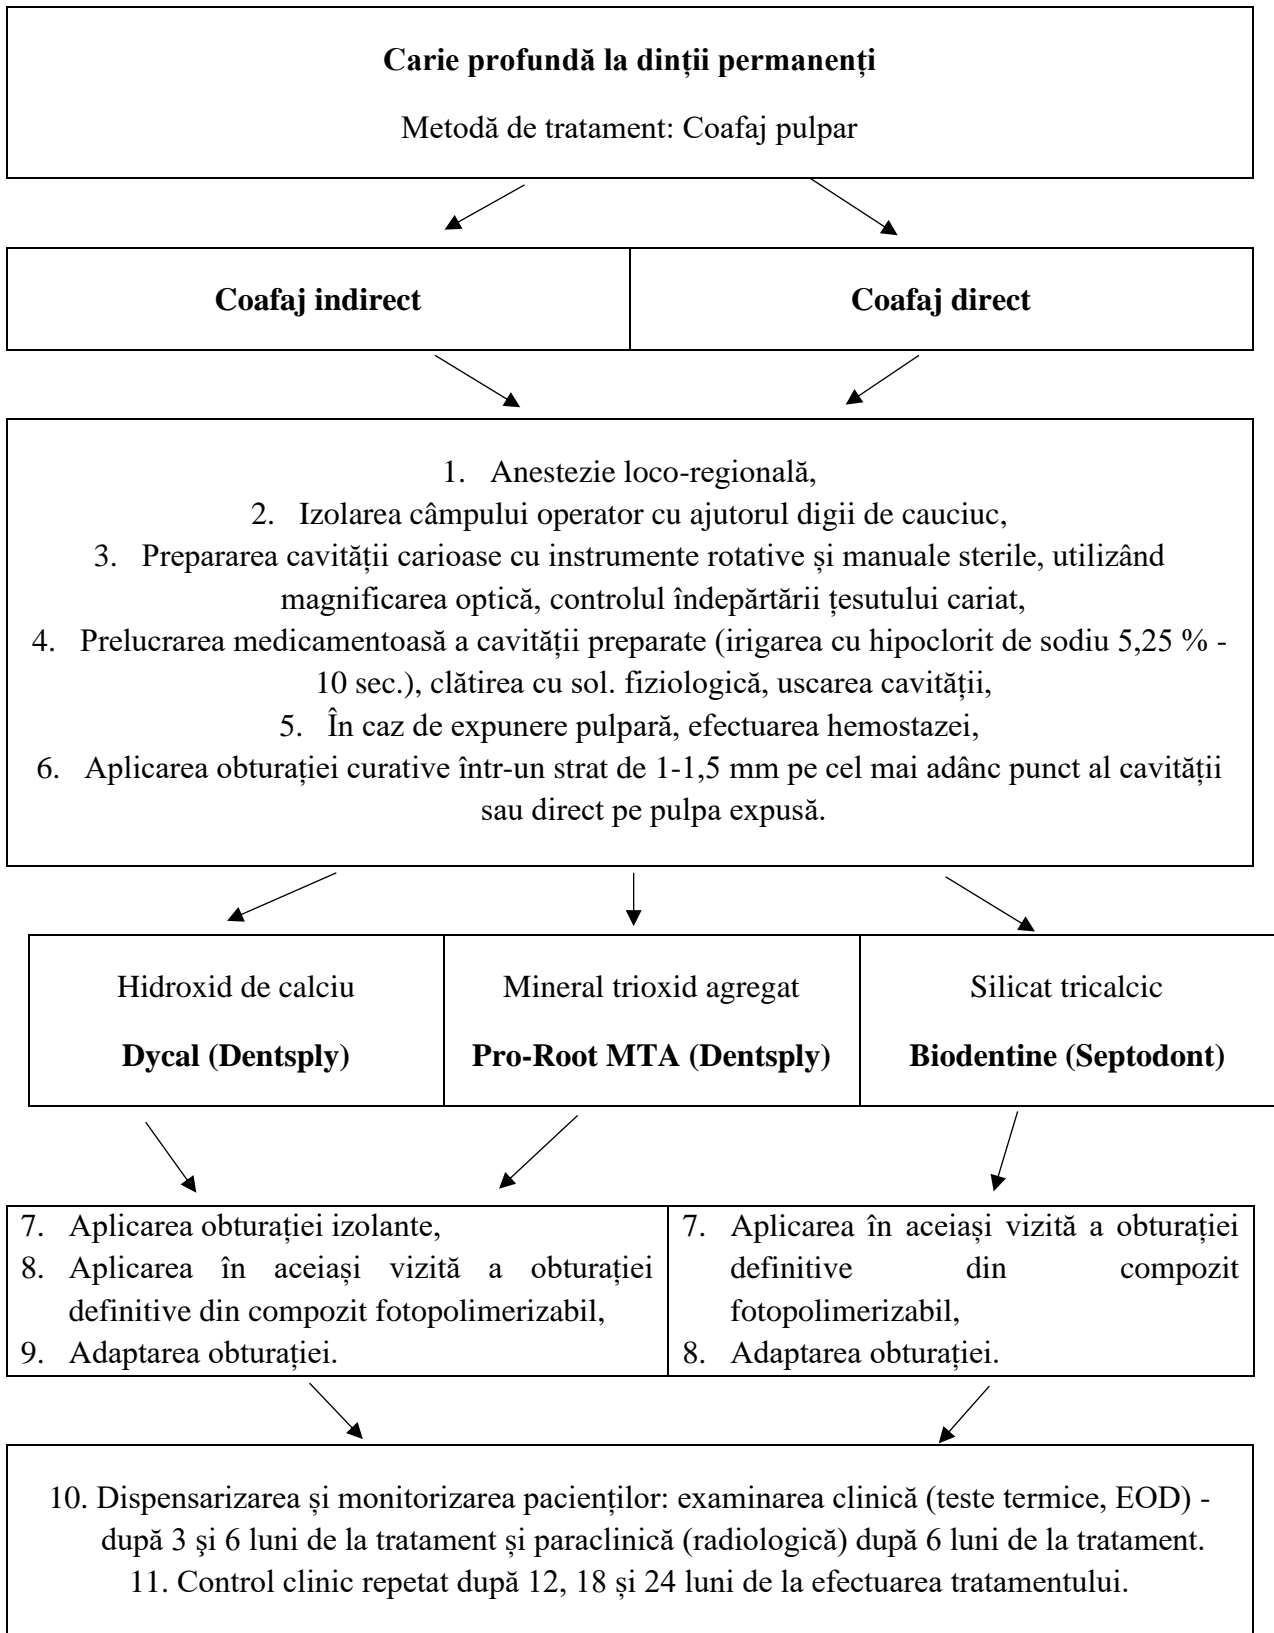 Carie profundă la dinții permanenți
Metodă de tratament: Coafaj pulpar
Coafaj indirect
Coafaj direct
1. Anestezie loco-regională,
2. Izolarea câmpului operator cu ajutorul digii de cauciuc,
3. Prepararea cavității carioase cu instrumente rotative și manuale sterile, utilizând
magnificarea optică, controlul îndepărtării țesutului cariat,
4. Prelucrarea medicamentoasă a cavității preparate (irigarea cu hipoclorit de sodiu 5,25 % -
10 sec.), clătirea cu sol. fiziologică, uscarea cavității,
5. În caz de expunere pulpară, efectuarea hemostazei,
6. Aplicarea obturației curative într-un strat de 1-1,5 mm pe cel mai adânc punct al cavității
sau direct pe pulpa expusă.
Hidroxid de calciu
Dycal (Dentsply)
Mineral trioxid agregat
Pro-Root MTA (Dentsply)
Silicat tricalcic
Biodentine (Septodont)
7. Aplicarea obturației izolante,
8. Aplicarea în aceiași vizită a obturației
definitive din compozit fotopolimerizabil,
9. Adaptarea obturației.
7. Aplicarea în aceiași vizită a obturației
definitive din compozit
fotopolimerizabil,
8. Adaptarea obturației.
10. Dispensarizarea și monitorizarea pacienților: examinarea clinică (teste termice, EOD) -
după 3 şi 6 luni de la tratament și paraclinică (radiologică) după 6 luni de la tratament.
11. Control clinic repetat după 12, 18 și 24 luni de la efectuarea tratamentului.